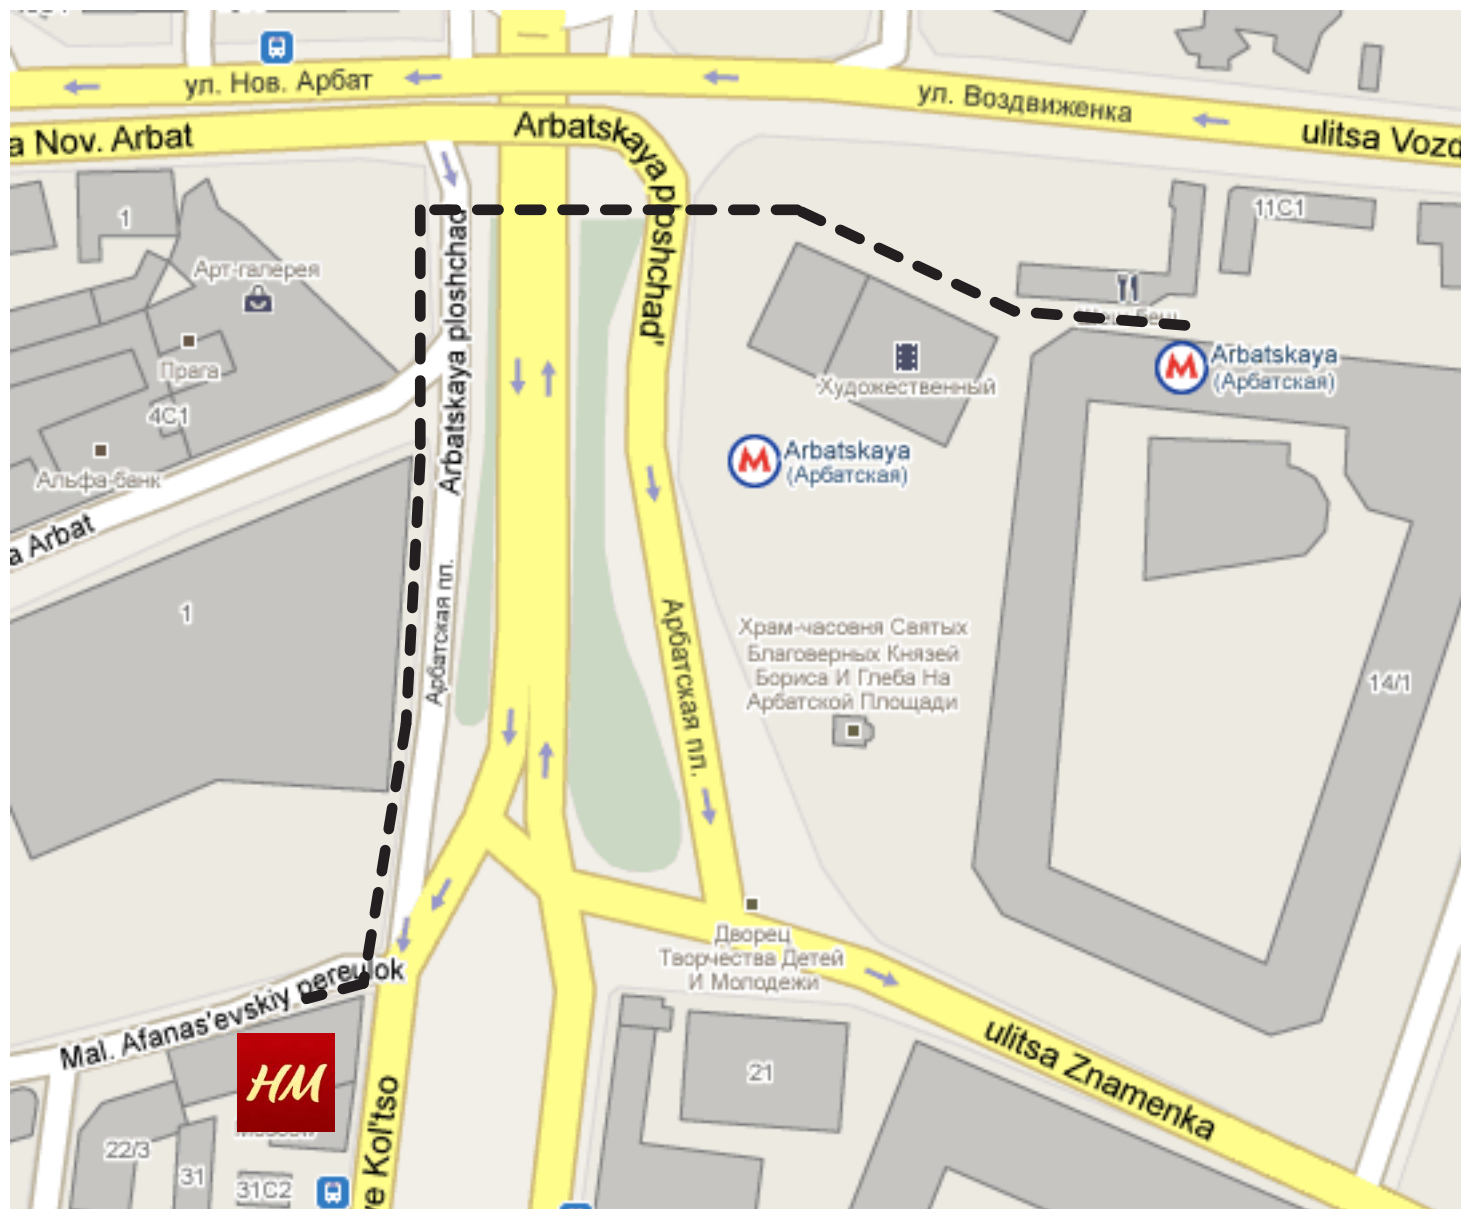 ул. Нов. Арбат
ул. Воздвиженка
a Nov. Arbat
Arbatskaya ploshchad'
ulitsa Vozd
1
11С1
Арт-галерея
Arbatskaya ploshchad'
Прага
4С1
Альфа-банк
a Arbat
M
Arbatskaya
(Арбатская)
Художественный
M
Arbatskaya
(Арбатская)
1
Арбатская пл.
Арбатская пл.
Храм-часовня Святых
Благоверных Князей
Бориса И Глеба На
Арбатской Площади
14/1
Дворец
Творчества Детей
И Молодежи
Mal. Afanas'evskiy pereulok
ulitsa Znamenka
21
HM
ve Kol'tso
22/3
31
31С2